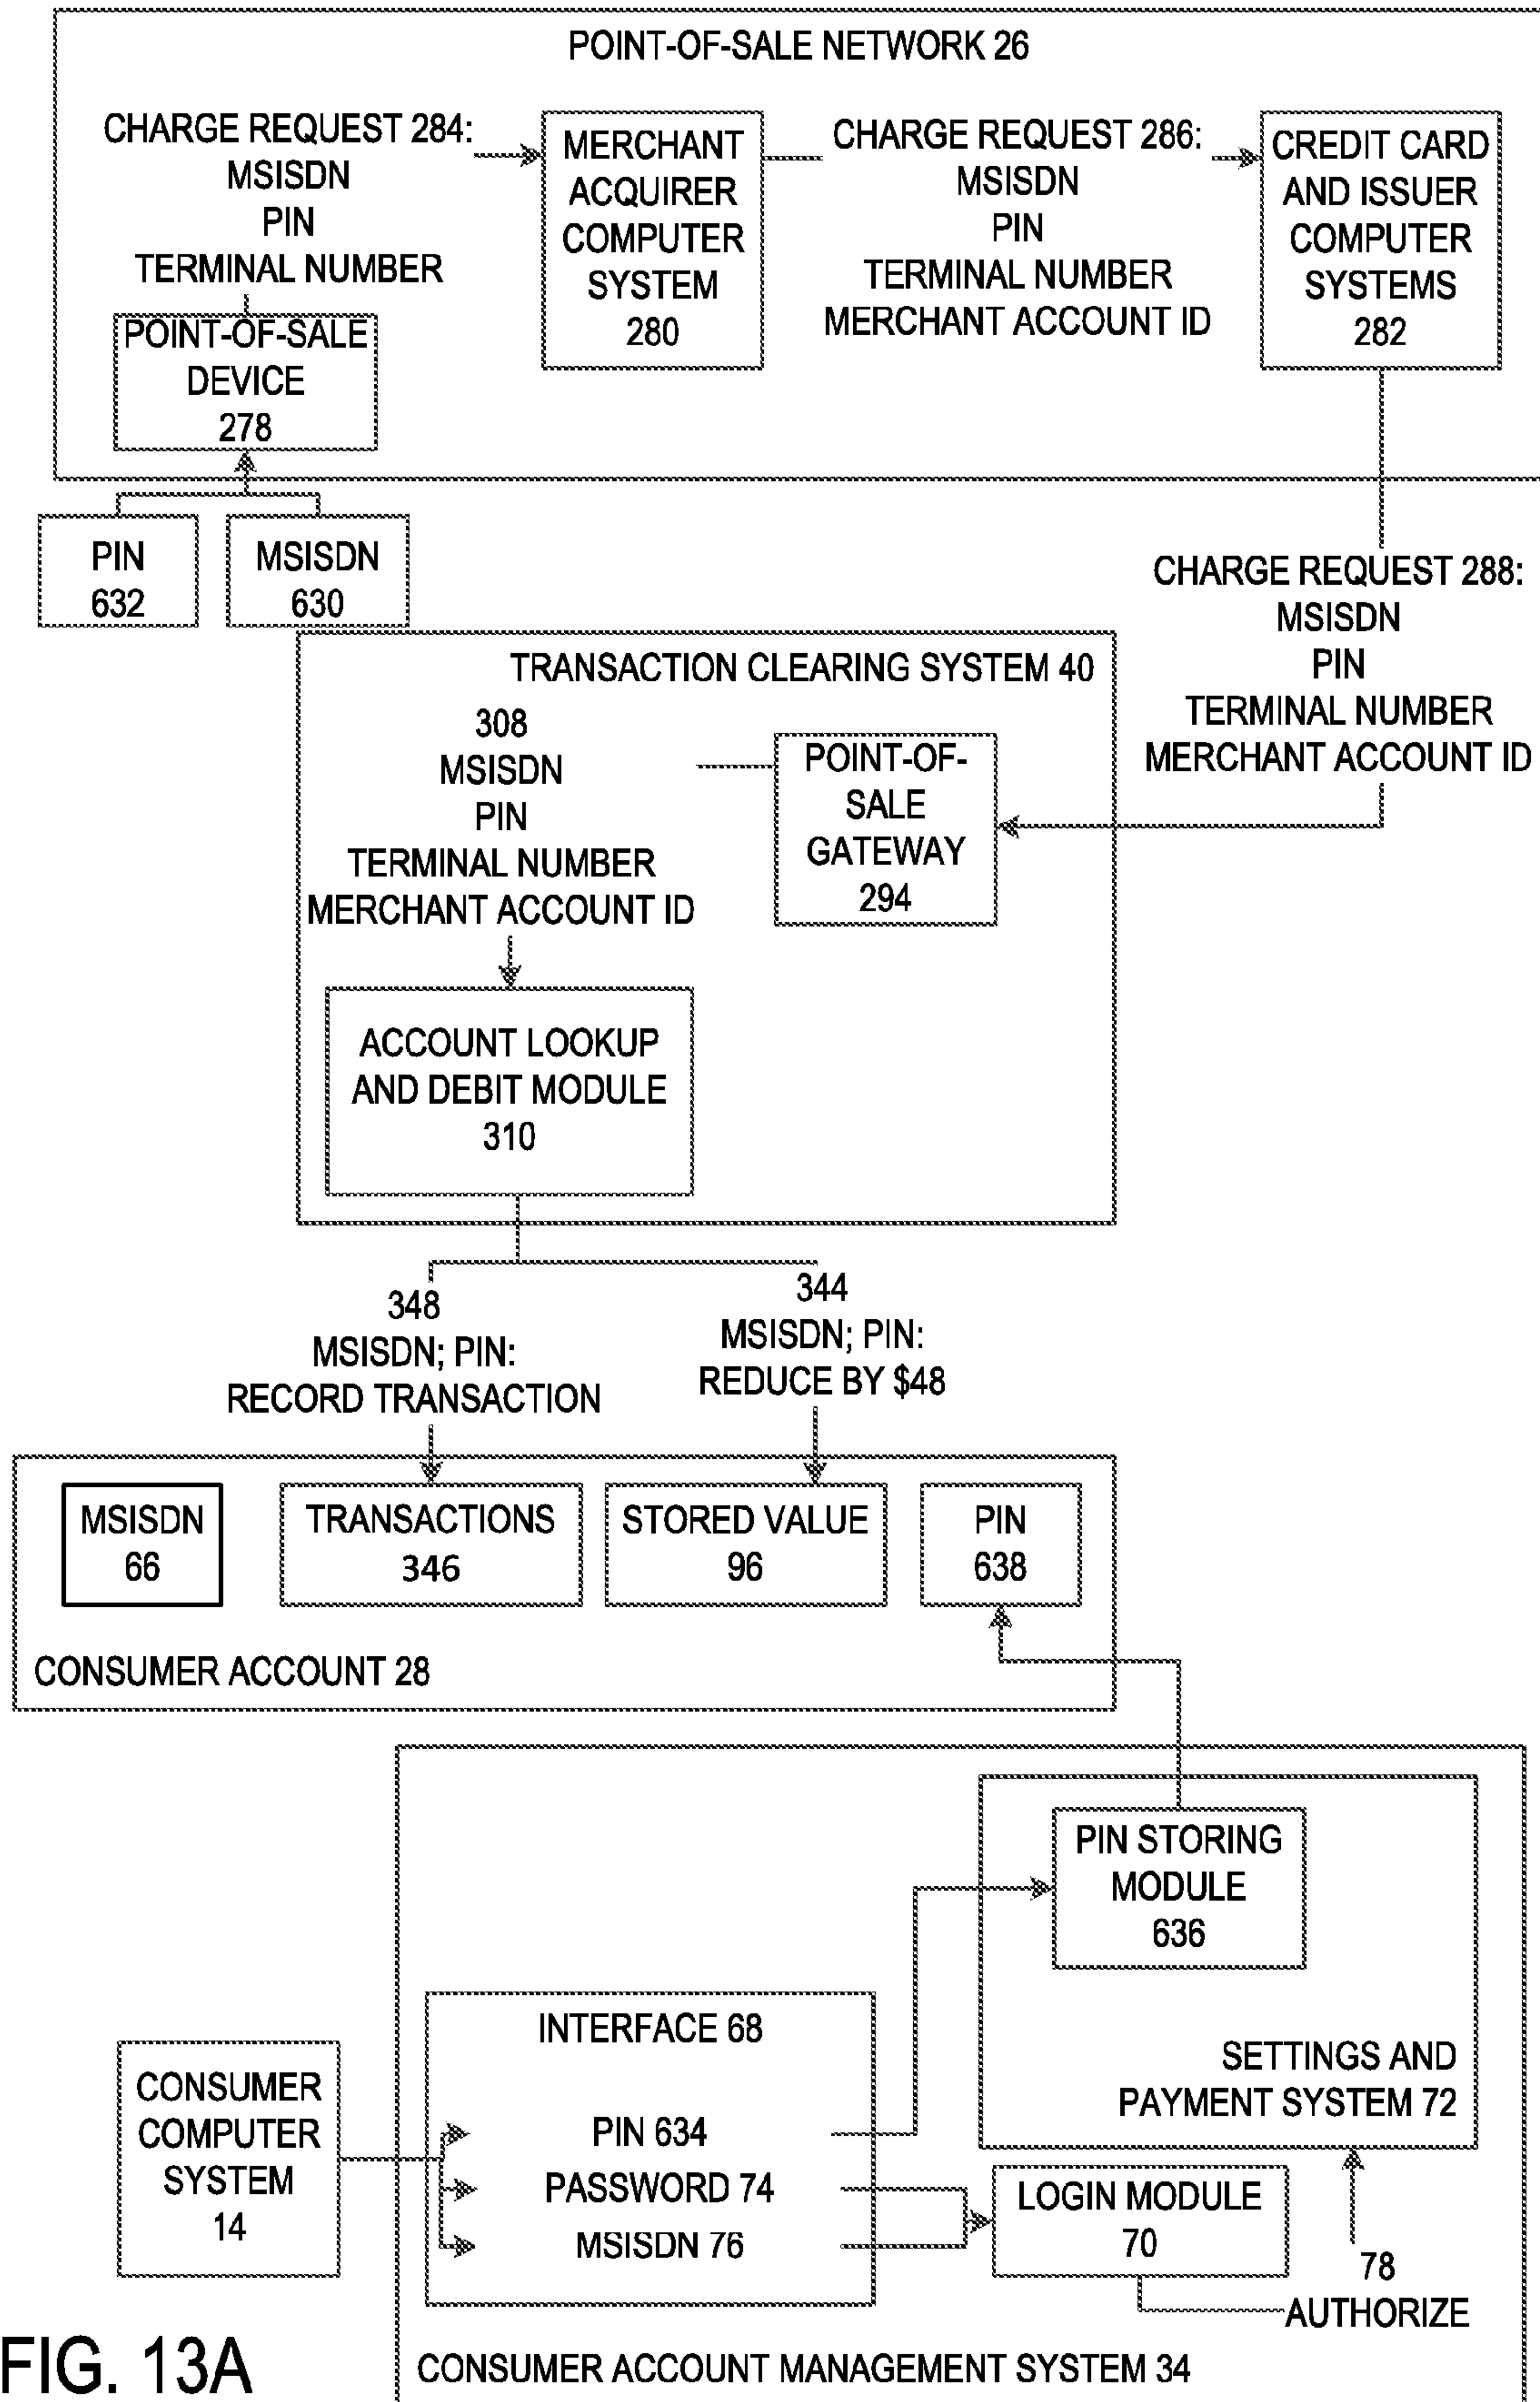 POINT-OF-SALE NETWORK 26
CHARGE REQUEST 284:
MSISDN
PIN
TERMINAL NUMBER
POINT-OF-SALE
DEVICE
278
MERCHANT
ACQUIRER
COMPUTER
SYSTEM
280
CHARGE REQUEST 286:
MSISDN
PIN
TERMINAL NUMBER
MERCHANT ACCOUNT ID
CREDIT CARD
AND ISSUER
COMPUTER
SYSTEMS
282
PIN
632
MSISDN
630
CHARGE REQUEST 288:
MSISDN
PIN
TERMINAL NUMBER
MERCHANT ACCOUNT ID
TRANSACTION CLEARING SYSTEM 40
308
MSISDN
PIN
TERMINAL NUMBER
MERCHANT ACCOUNT ID
POINT-OF-
SALE
GATEWAY
294
ACCOUNT LOOKUP
AND DEBIT MODULE
310
348
MSISDN; PIN:
RECORD TRANSACTION
344
MSISDN; PIN:
REDUCE BY $48
MSISDN
66
TRANSACTIONS
346
STORED VALUE
96
PIN
638
CONSUMER ACCOUNT 28
PIN STORING
MODULE
636
SETTINGS AND
PAYMENT SYSTEM 72
INTERFACE 68
PIN 634
PASSWORD 74
MSISDN 76
CONSUMER
COMPUTER
SYSTEM
14
LOGIN MODULE
70
78
AUTHORIZE
CONSUMER ACCOUNT MANAGEMENT SYSTEM 34
FIG. 13A